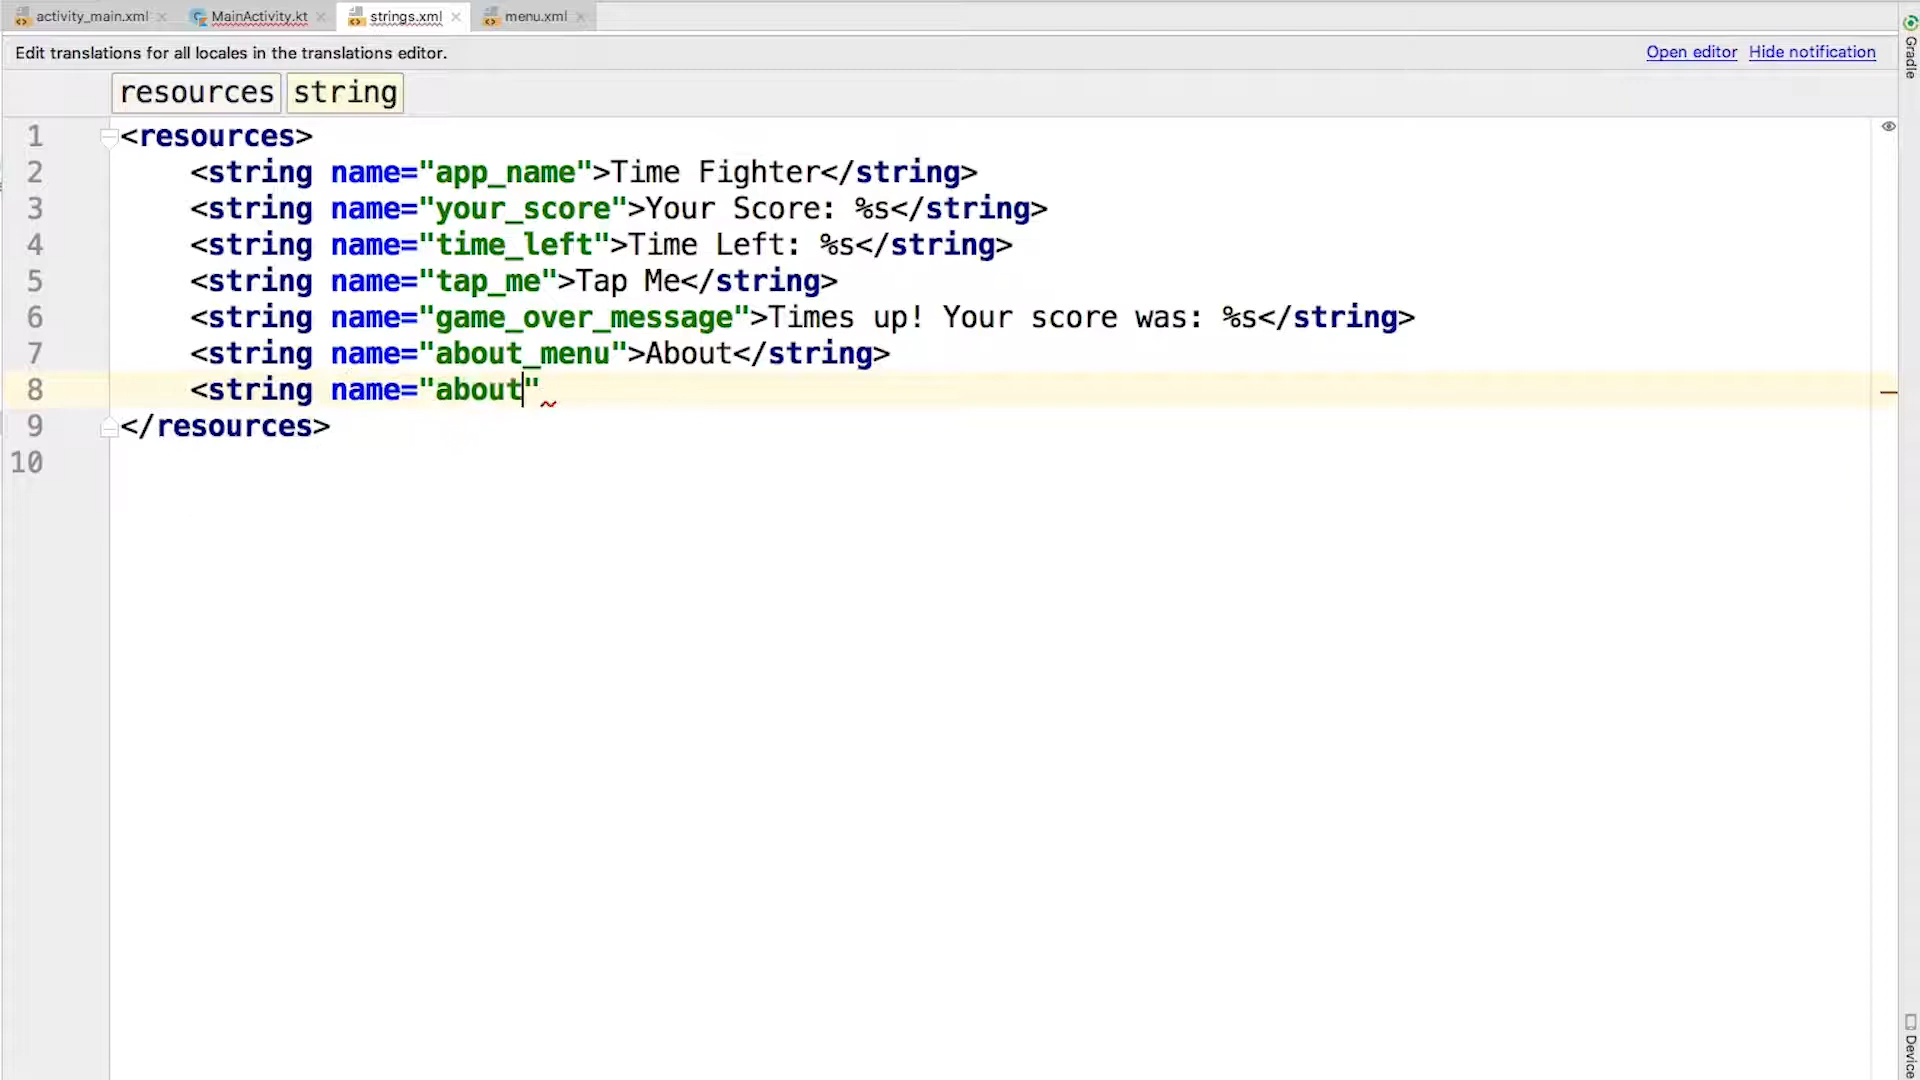 activity_main.xml MainActivity.kt strings.xml menu.xml
Edit translations for all locales in the translations editor. Open editor Hide notification
resources string
1 <resources>
2 <string name="app_name">Time Fighter</string>
3 <string name="your_score">Your Score: %s</string>
4 <string name="time_left">Time Left: %s</string>
5 <string name="tap_me">Tap Me</string>
6 <string name="game_over_message">Times up! Your score was: %s</string>
7 <string name="about_menu">About</string>
8 <string name="about"
9 </resources>
10
Gradle
Device